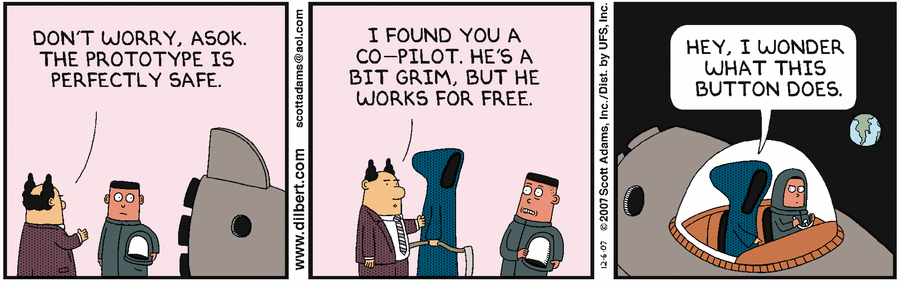 DON'T WORRY, ASOK.
THE PROTOTYPE IS
PERFECTLY SAFE.
www.dilbert.com scottadams@aol.com
I FOUND YOU A
CO-PILOT. HE'S A
BIT GRIM, BUT HE
WORKS FOR FREE.
12-6-07 ©2007 Scott Adams, Inc./Dist. by UFS, Inc.
HEY, I WONDER
WHAT THIS
BUTTON DOES.